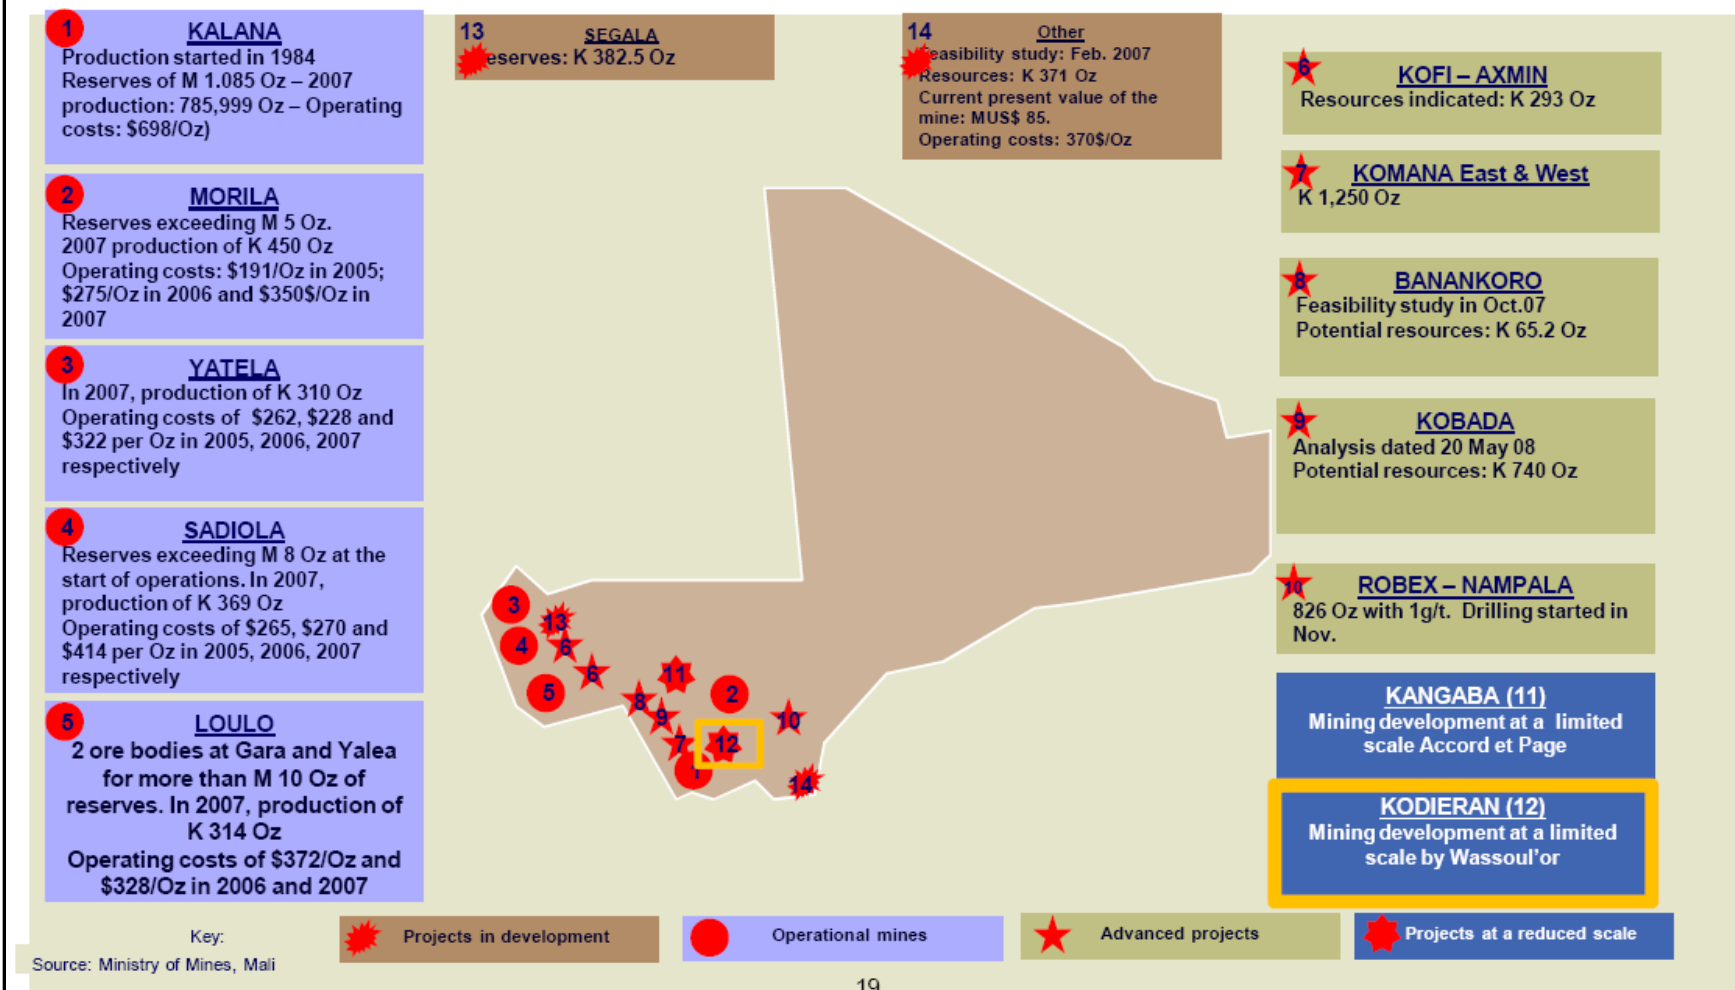 1
KALANA
Production started in 1984
Reserves of M 1.085 Oz – 2007
production: 785,999 Oz – Operating
costs: $698/Oz)
2
MORILA
Reserves exceeding M 5 Oz.
2007 production of K 450 Oz
Operating costs: $191/Oz in 2005;
$275/Oz in 2006 and $350$/Oz in
2007
3
YATELA
In 2007, production of K 310 Oz
Operating costs of $262, $228 and
$322 per Oz in 2005, 2006, 2007
respectively
4
SADIOLA
Reserves exceeding M 8 Oz at the
start of operations. In 2007,
production of K 369 Oz
Operating costs of $265, $270 and
$414 per Oz in 2005, 2006, 2007
respectively
5
LOULO
2 ore bodies at Gara and Yalea
for more than M 10 Oz of
reserves. In 2007, production of
K 314 Oz
Operating costs of $372/Oz and
$328/Oz in 2006 and 2007
13
SEGALA
eserves: K 382.5 Oz
14
Other
easibility study: Feb. 2007
Resources: K 371 Oz
Current present value of the
mine: MUS$ 85.
Operating costs: 370$/Oz
3
13
4
6
6
5
11
8
2
9
10
7
12
1
14
6
KOFI – AXMIN
Resources indicated: K 293 Oz
7
KOMANA East & West
K 1,250 Oz
8
BANANKORO
Feasibility study in Oct.07
Potential resources: K 65.2 Oz
9
KOBADA
Analysis dated 20 May 08
Potential resources: K 740 Oz
10
ROBEX – NAMPALA
826 Oz with 1g/t. Drilling started in
Nov.
KANGABA (11)
Mining development at a limited
scale Accord et Page
KODIERAN (12)
Mining development at a limited
scale by Wassoul'or
Key:
Projects in development
Operational mines
Advanced projects
Projects at a reduced scale
Source: Ministry of Mines, Mali
19